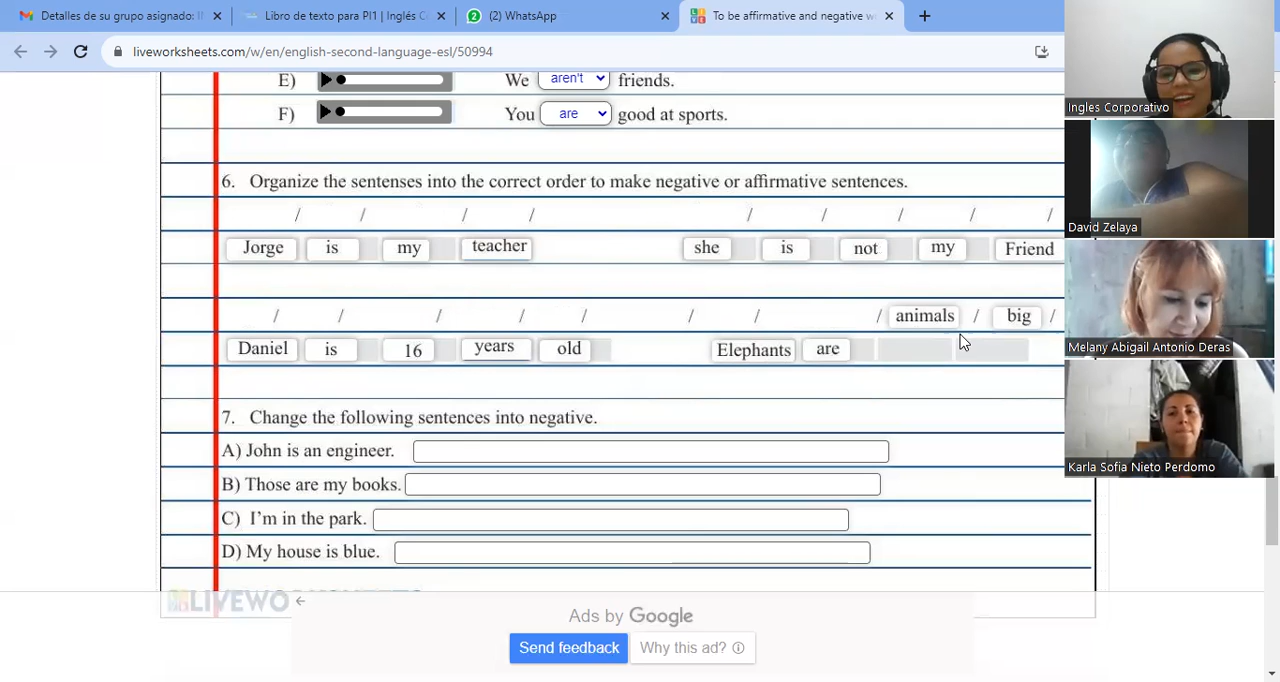 Detalles de su grupo asignado: II
Libro de texto para PI1 | Inglés C
(2) WhatsApp
To be affirmative and negative w
liveworksheets.com/w/en/english-second-language-esl/50994
E) We aren't friends.
F) You are good at sports.
6. Organize the sentenses into the correct order to make negative or affirmative sentences.
/ / / / / / / / /
Jorge is my teacher she is not my Friend
/ / / / / / / / animals / big /
Daniel is 16 years old Elephants are
7. Change the following sentences into negative.
A) John is an engineer.
B) Those are my books.
C) I'm in the park.
D) My house is blue.
LIVEWO
Ads by Google
Send feedback Why this ad?
Ingles Corporativo
David Zelaya
Melany Abigail Antonio Deras
Karla Sofia Nieto Perdomo